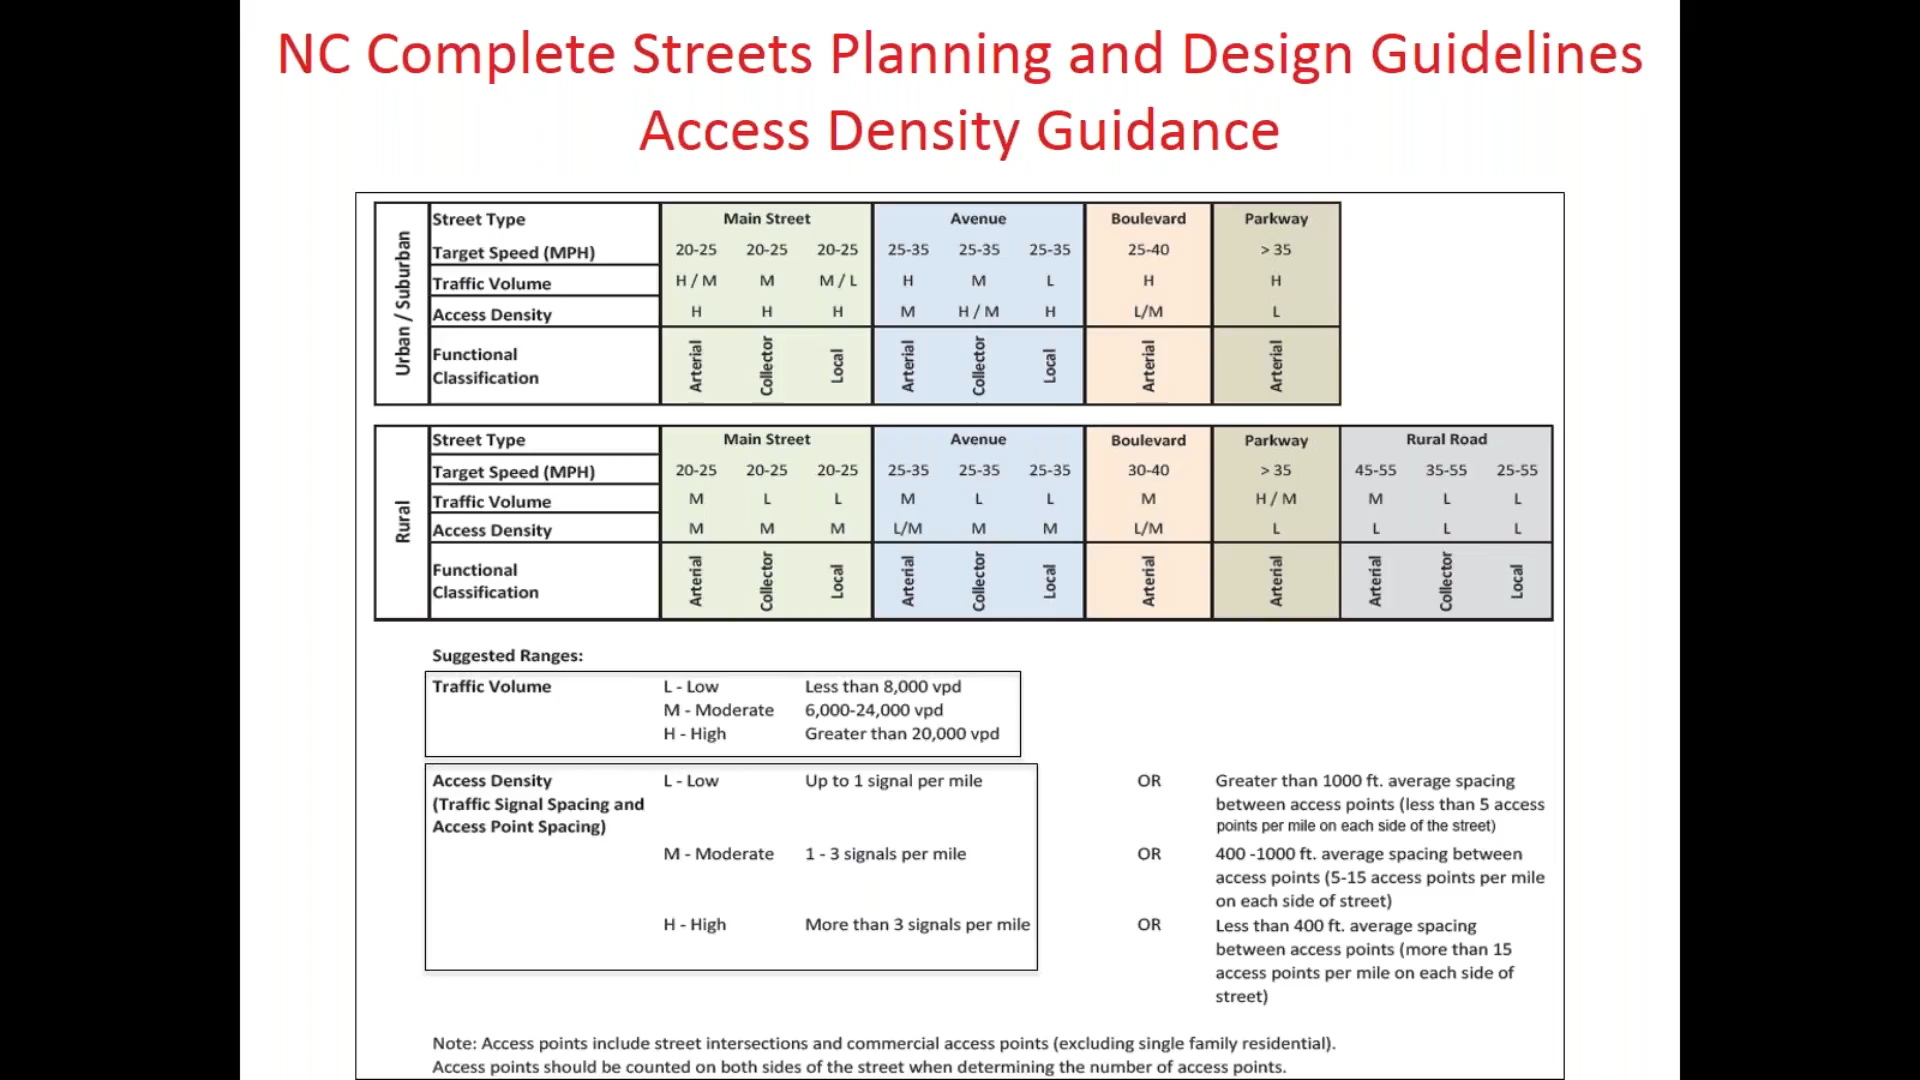 NC Complete Streets Planning and Design Guidelines
Access Density Guidance
Urban / Suburban
Street Type Main Street Avenue Boulevard Parkway
Target Speed (MPH) 20-25 20-25 20-25 25-35 25-35 25-35 25-40 > 35
Traffic Volume H / M M M / L H M L H H
Access Density H H H M H / M H L/M L
Functional
Classification
Arterial Collector Local Arterial Collector Local Arterial Arterial
Rural
Street Type Main Street Avenue Boulevard Parkway Rural Road
Target Speed (MPH) 20-25 20-25 20-25 25-35 25-35 25-35 30-40 > 35 45-55 35-55 25-55
Traffic Volume M L L M L L M H / M M L L
Access Density M M M L/M M M L/M L L L L
Functional
Classification
Arterial Collector Local Arterial Collector Local Arterial Arterial Arterial Collector Local
Suggested Ranges:
Traffic Volume L - Low Less than 8,000 vpd
M - Moderate 6,000-24,000 vpd
H - High Greater than 20,000 vpd
Access Density L - Low Up to 1 signal per mile OR Greater than 1000 ft. average spacing
(Traffic Signal Spacing and between access points (less than 5 access
Access Point Spacing) points per mile on each side of the street)
M - Moderate 1 - 3 signals per mile OR 400 -1000 ft. average spacing between
access points (5-15 access points per mile
on each side of street)
H - High More than 3 signals per mile OR Less than 400 ft. average spacing
between access points (more than 15
access points per mile on each side of
street)
Note: Access points include street intersections and commercial access points (excluding single family residential).
Access points should be counted on both sides of the street when determining the number of access points.